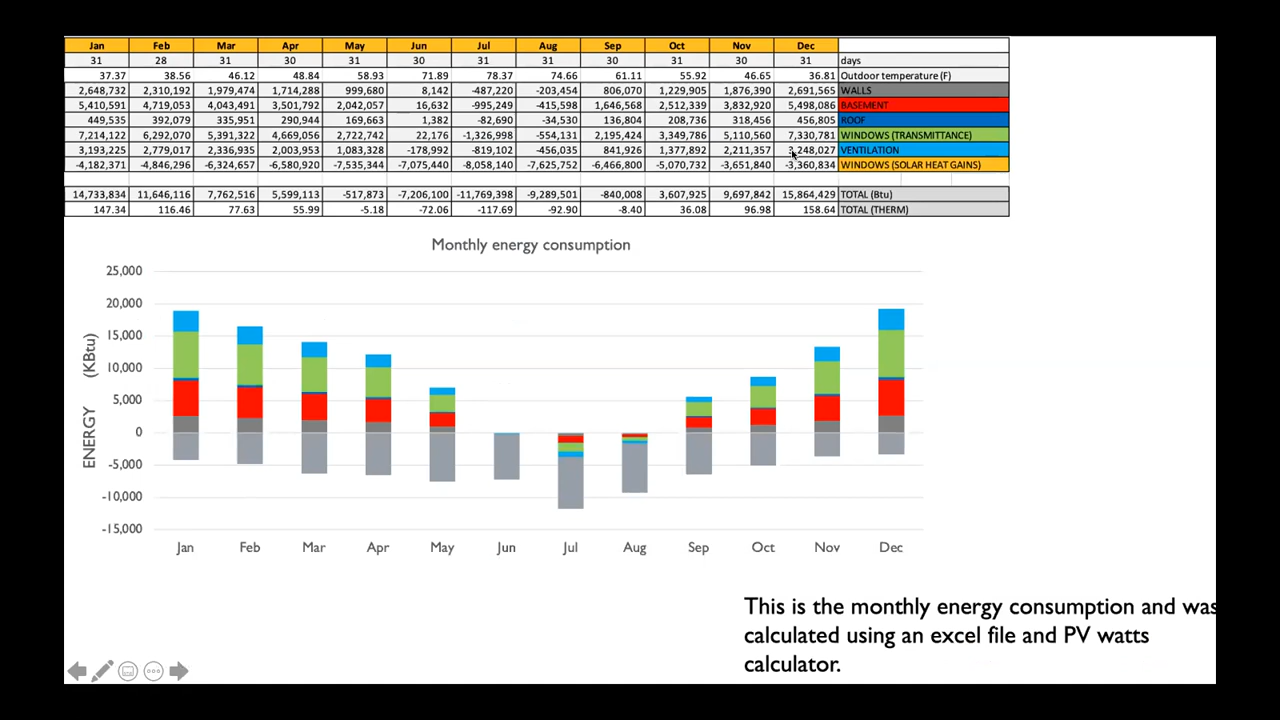 Jan Feb Mar Apr May Jun Jul Aug Sep Oct Nov Dec
31 28 31 30 31 30 31 31 30 31 30 31 days
37.37 38.56 46.12 48.84 58.93 71.89 78.37 74.66 61.11 55.92 46.65 36.81 Outdoor temperature (F)
2,648,732 2,310,192 1,979,474 1,714,288 999,680 8,142 -487,220 -203,454 806,070 1,229,905 1,876,390 2,691,565 WALLS
5,410,591 4,719,053 4,043,491 3,501,792 2,042,057 16,632 -995,249 -415,598 1,646,568 2,512,339 3,832,920 5,498,086 BASEMENT
449,535 392,079 335,951 290,944 169,663 1,382 -82,690 -34,530 136,804 208,736 318,456 456,805 ROOF
7,214,122 6,292,070 5,391,322 4,669,056 2,722,742 22,176 -1,326,998 -554,131 2,195,424 3,349,786 5,110,560 7,330,781 WINDOWS (TRANSMITTANCE)
3,193,225 2,779,017 2,336,935 2,003,953 1,083,328 -178,992 -819,102 -456,035 841,926 1,377,892 2,211,357 3,248,027 VENTILATION
-4,182,371 -4,846,296 -6,324,657 -6,580,920 -7,535,344 -7,075,440 -8,058,140 -7,625,752 -6,466,800 -5,070,732 -3,651,840 -3,360,834 WINDOWS (SOLAR HEAT GAINS)
14,733,834 11,646,116 7,762,516 5,599,113 -517,873 -7,206,100 -11,769,398 -9,289,501 -840,008 3,607,925 9,697,842 15,864,429 TOTAL (Btu)
147.34 116.46 77.63 55.99 -5.18 -72.06 -117.69 -92.90 -8.40 36.08 96.98 158.64 TOTAL (THERM)
Monthly energy consumption
25,000
20,000
15,000
10,000
5,000
0
-5,000
-10,000
-15,000
ENERGY (KBtu)
Jan Feb Mar Apr May Jun Jul Aug Sep Oct Nov Dec
This is the monthly energy consumption and was
calculated using an excel file and PV watts
calculator.